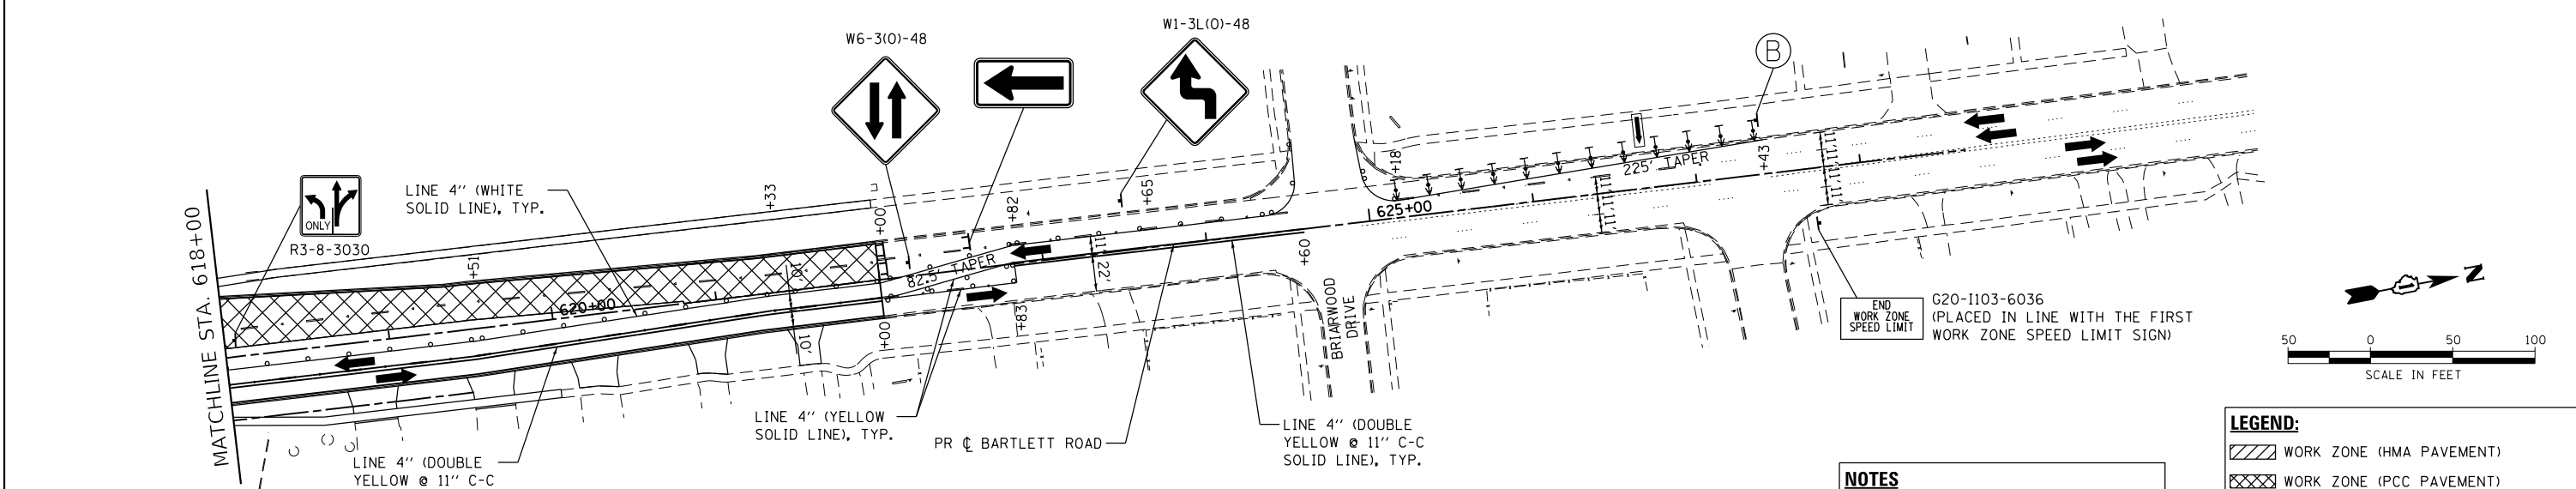 W6-3(O)-48
W1-3L(O)-48
B
MATCHLINE STA. 618+00
ONLY
R3-8-3030
LINE 4'' (WHITE
SOLID LINE), TYP.
+51
+33
+00
+82
+65
+18
+43
225' TAPER
11'
11'
11'
11'
625+00
620+00
10'
10'
82.5' TAPER
11'
22'
+00
+83
+60
BRIARWOOD
DRIVE
END
WORK ZONE
SPEED LIMIT
G20-I103-6036
(PLACED IN LINE WITH THE FIRST
WORK ZONE SPEED LIMIT SIGN)
N
50 0 50 100
SCALE IN FEET
LINE 4'' (YELLOW
SOLID LINE), TYP.
PR ℄ BARTLETT ROAD
LINE 4'' (DOUBLE
YELLOW @ 11'' C-C
SOLID LINE), TYP.
LINE 4'' (DOUBLE
YELLOW @ 11'' C-C
NOTES
LEGEND:
WORK ZONE (HMA PAVEMENT)
WORK ZONE (PCC PAVEMENT)